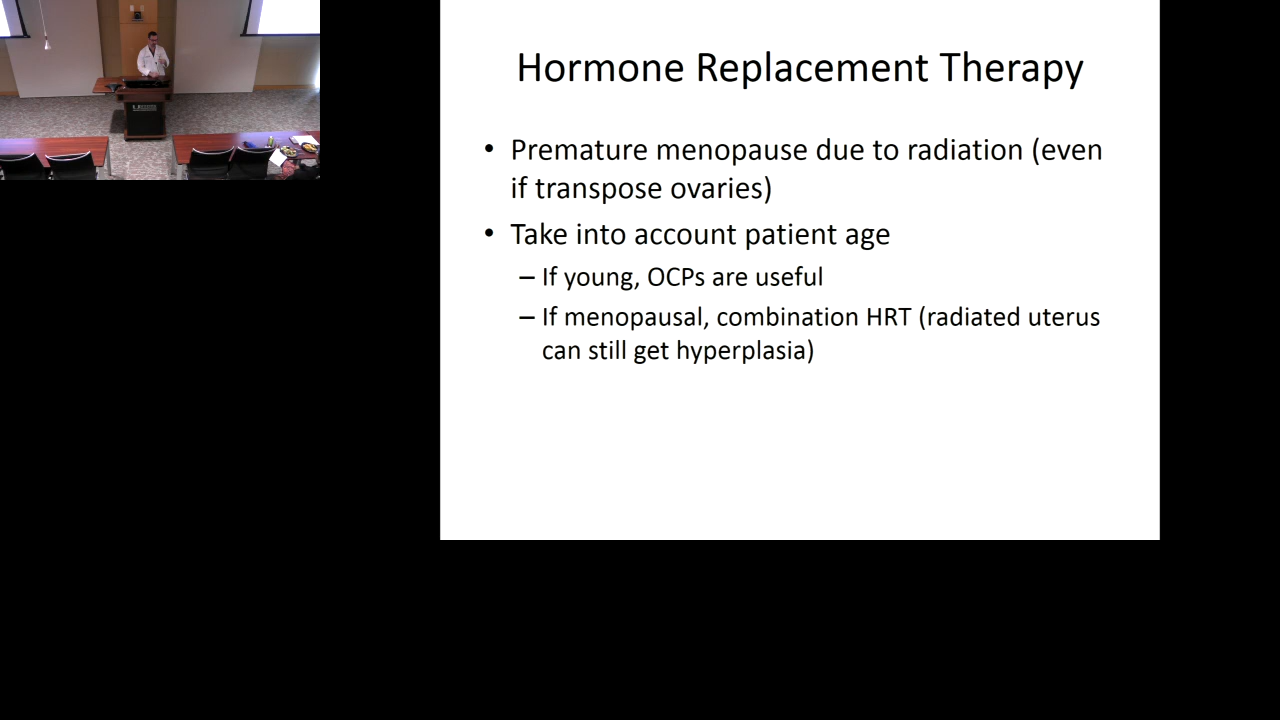 Hormone Replacement Therapy
• Premature menopause due to radiation (even
if transpose ovaries)
• Take into account patient age
– If young, OCPs are useful
– If menopausal, combination HRT (radiated uterus
can still get hyperplasia)